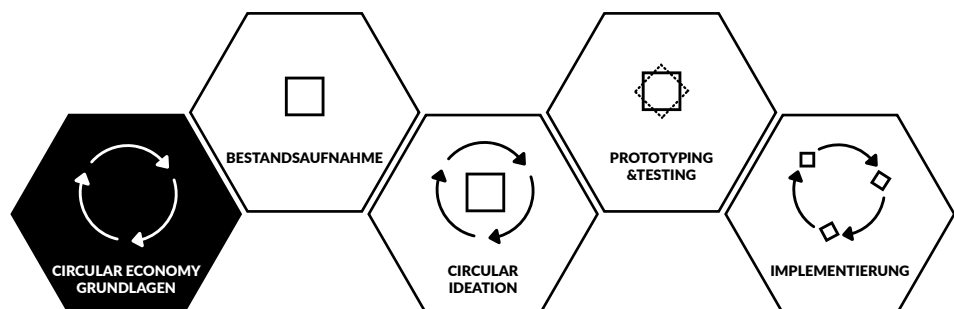 CIRCULAR ECONOMY
GRUNDLAGEN
BESTANDSAUFNAHME
CIRCULAR
IDEATION
PROTOTYPING
&TESTING
IMPLEMENTIERUNG